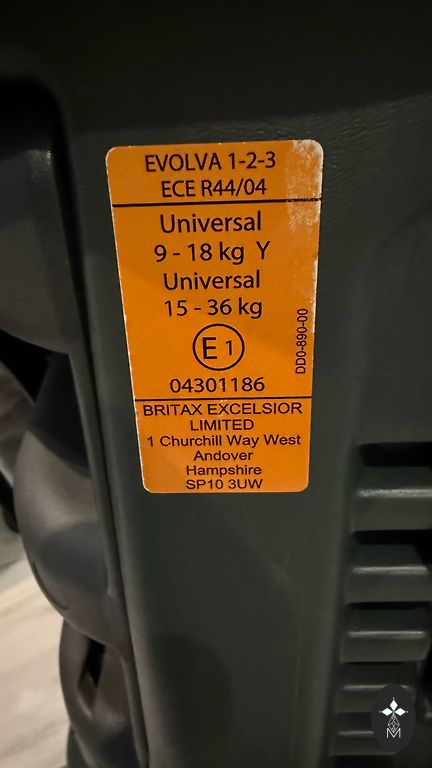 EVOLVA 1-2-3
ECE R44/04
Universal
9 - 18 kg Y
Universal
15 - 36 kg
E 1
DD0-890-00
04301186
BRITAX EXCELSIOR
LIMITED
1 Churchill Way West
Andover
Hampshire
SP10 3UW
M